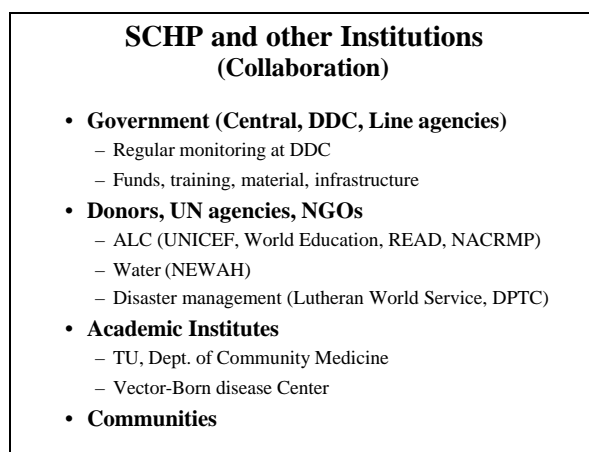 SCHP and other Institutions
(Collaboration)
• Government (Central, DDC, Line agencies)
– Regular monitoring at DDC
– Funds, training, material, infrastructure
• Donors, UN agencies, NGOs
– ALC (UNICEF, World Education, READ, NACRMP)
– Water (NEWAH)
– Disaster management (Lutheran World Service, DPTC)
• Academic Institutes
– TU, Dept. of Community Medicine
– Vector-Born disease Center
• Communities